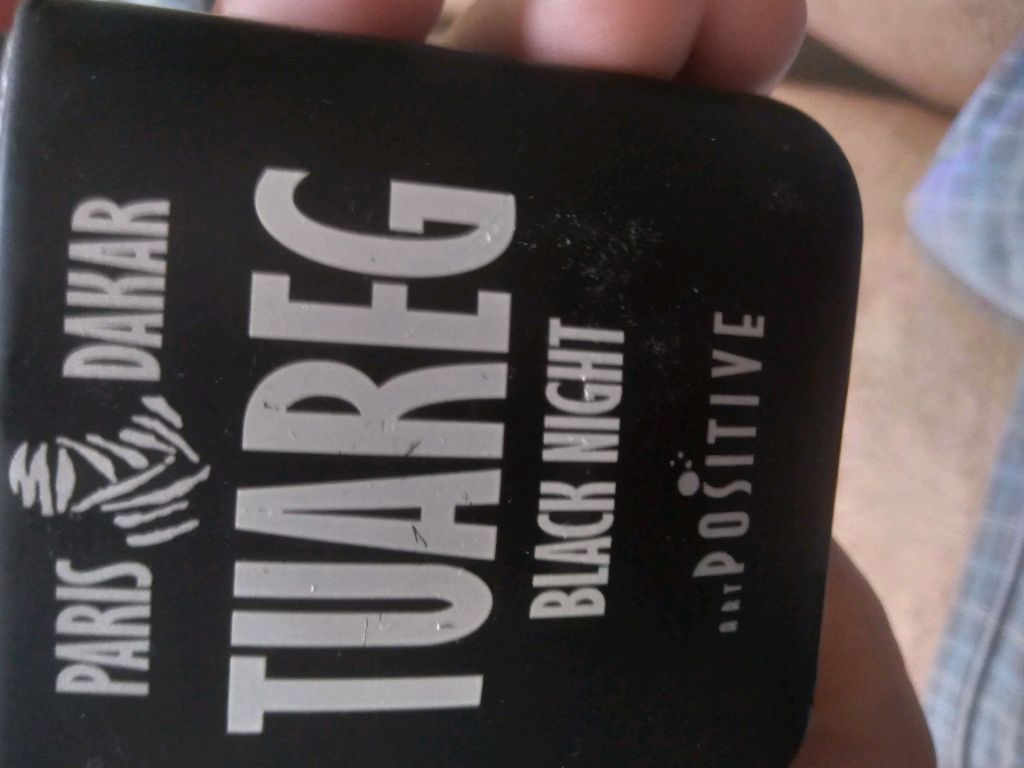 PARIS DAKAR
TUAREG
BLACK NIGHT
ART POSITIVE